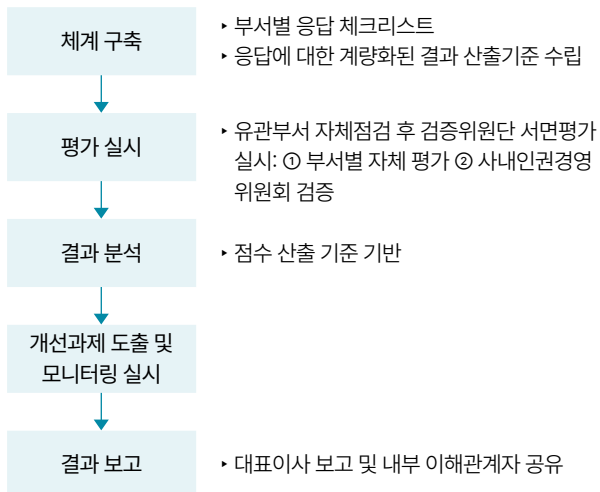 체계 구축
‣ 부서별 응답 체크리스트
‣ 응답에 대한 계량화된 결과 산출기준 수립
평가 실시
‣ 유관부서 자체점검 후 검증위원단 서면평가
실시: ① 부서별 자체 평가 ② 사내인권경영
위원회 검증
결과 분석
‣ 점수 산출 기준 기반
개선과제 도출 및
모니터링 실시
결과 보고
‣ 대표이사 보고 및 내부 이해관계자 공유